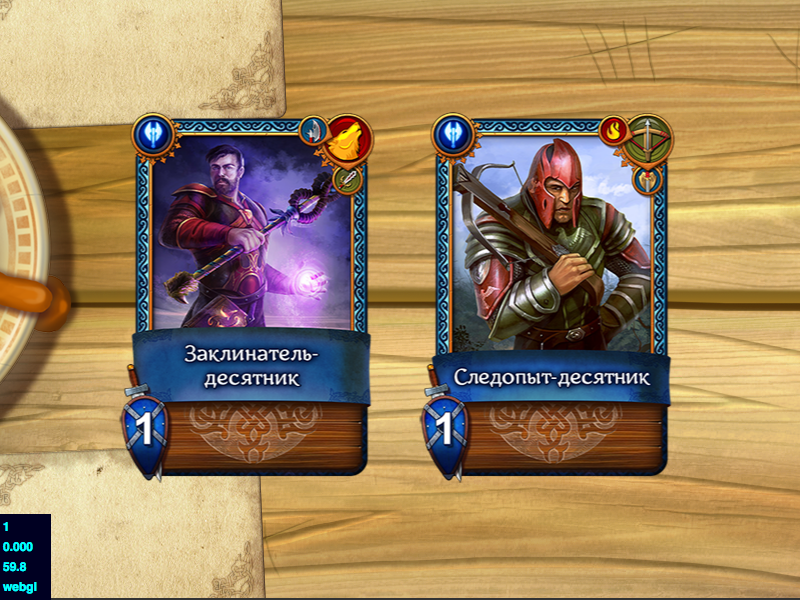 Заклинатель-
десятник
1
Следопыт-десятник
1
1
0.000
59.8
webgl